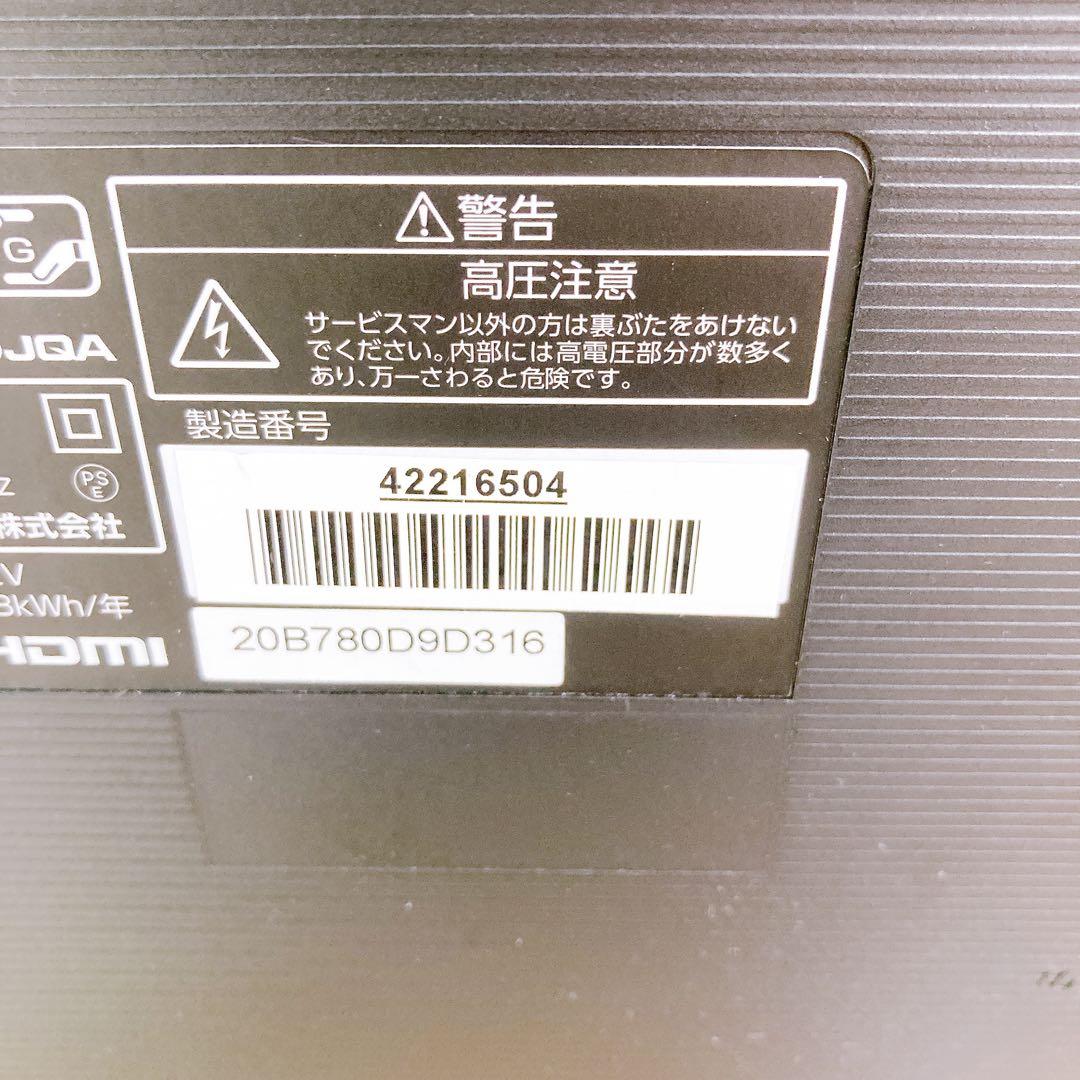 警告
高圧注意
サービスマン以外の方は裏ぶたをあけない
でください。内部には高電圧部分が数多く
あり、万一さわると危険です。
G
JQA
製造番号
42216504
Z
PS
E
株式会社
V
kWh/年
HDMI
20B780D9D316